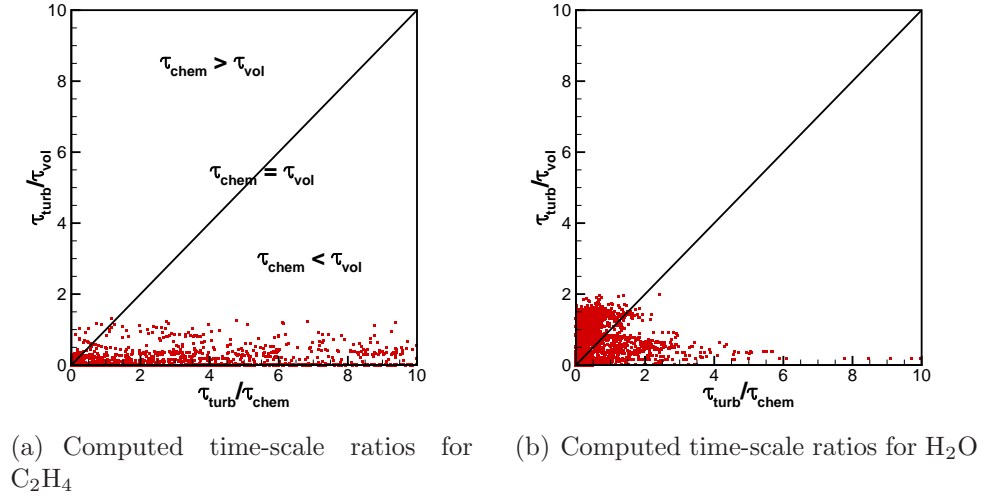 10
8
6
4
2
0
τturb/τvol
τchem > τvol
τchem = τvol
τchem < τvol
0 2 4 6 8 10
τturb/τchem
10
8
6
4
2
0
τturb/τvol
0 2 4 6 8 10
τturb/τchem
(a) Computed time-scale ratios for
C2H4
(b) Computed time-scale ratios for H2O